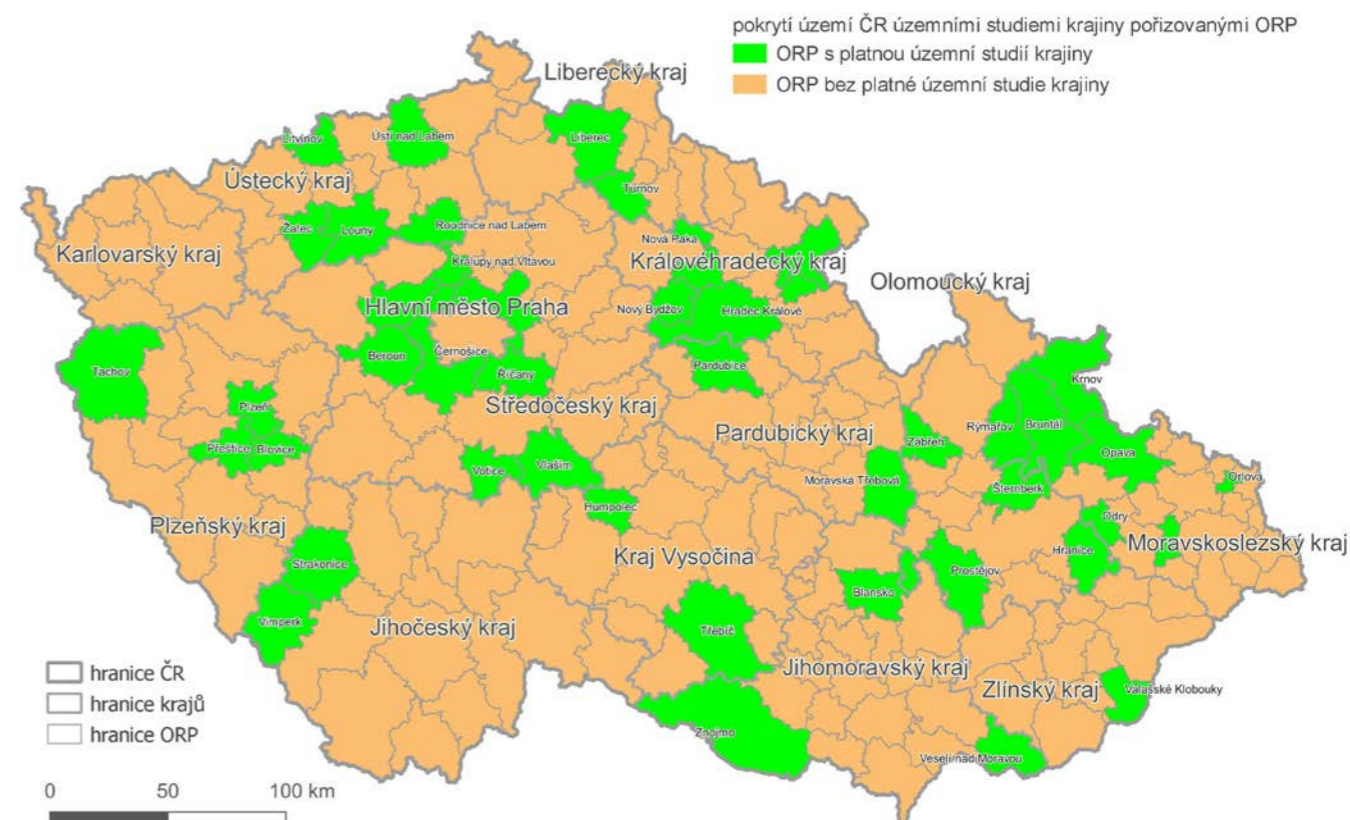 pokrytí území ČR územními studiemi krajiny pořizovanými ORP
ORP s platnou územní studií krajiny
ORP bez platné územní studie krajiny
Liberecký kraj
Litvínov
Ústí nad Labem
Liberec
Ústecký kraj
Turnov
Žatec
Louny
Roudnice nad Labem
Nová Paka
Karlovarský kraj
Kralupy nad Vltavou
Královéhradecký kraj
Olomoucký kraj
Hlavní město Praha
Nový Bydžov
Hradec Králové
Beroun
Černošice
Říčany
Pardubice
Tachov
Krnov
Plzeň
Středočeský kraj
Pardubický kraj
Rýmařov
Bruntál
Zábřeh
Přeštice
Blovice
Opava
Votice
Vlašim
Moravská Třebová
Šternberk
Orlová
Humpolec
Odry
Plzeňský kraj
Hranice
Moravskoslezský kraj
Strakonice
Kraj Vysočina
Prostějov
Blansko
Vimperk
Jihočeský kraj
Třebíč
Jihomoravský kraj
Zlínský kraj
Valašské Klobouky
Znojmo
Veselí nad Moravou
hranice ČR
hranice krajů
hranice ORP
0 50 100 km